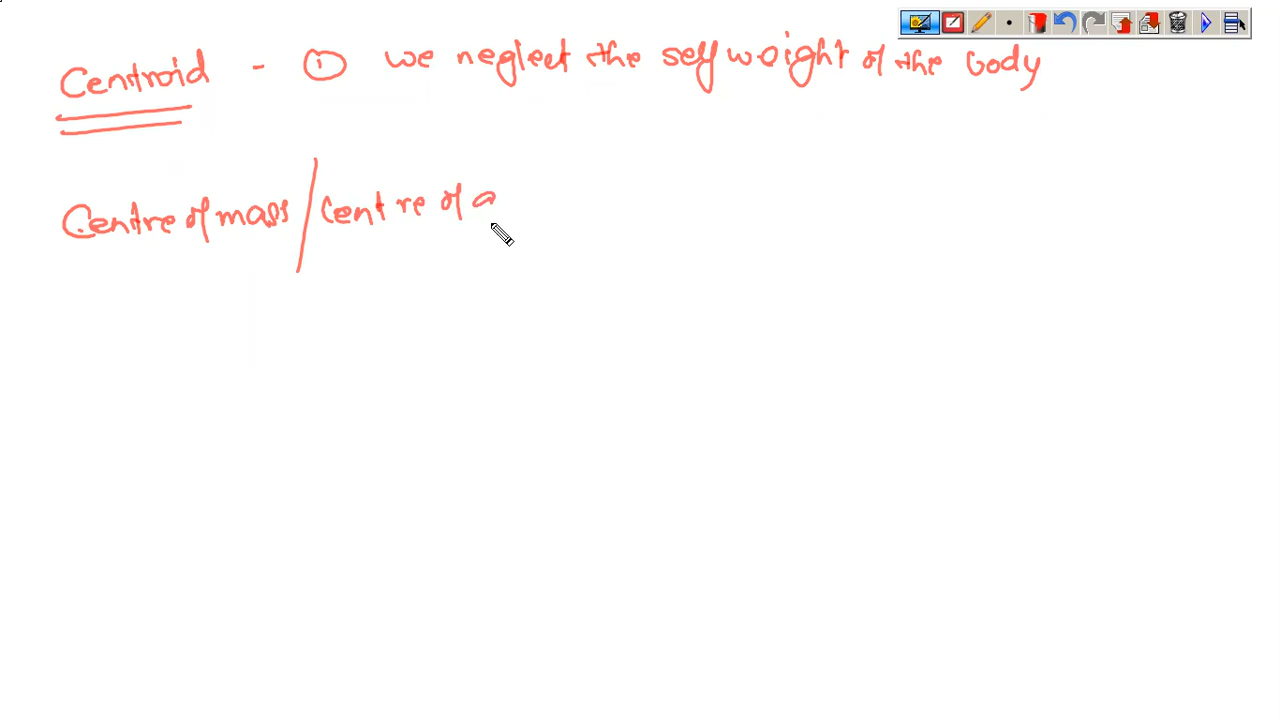 Centroid - ① we neglect the self weight of the body
Centre of mass / Centre of